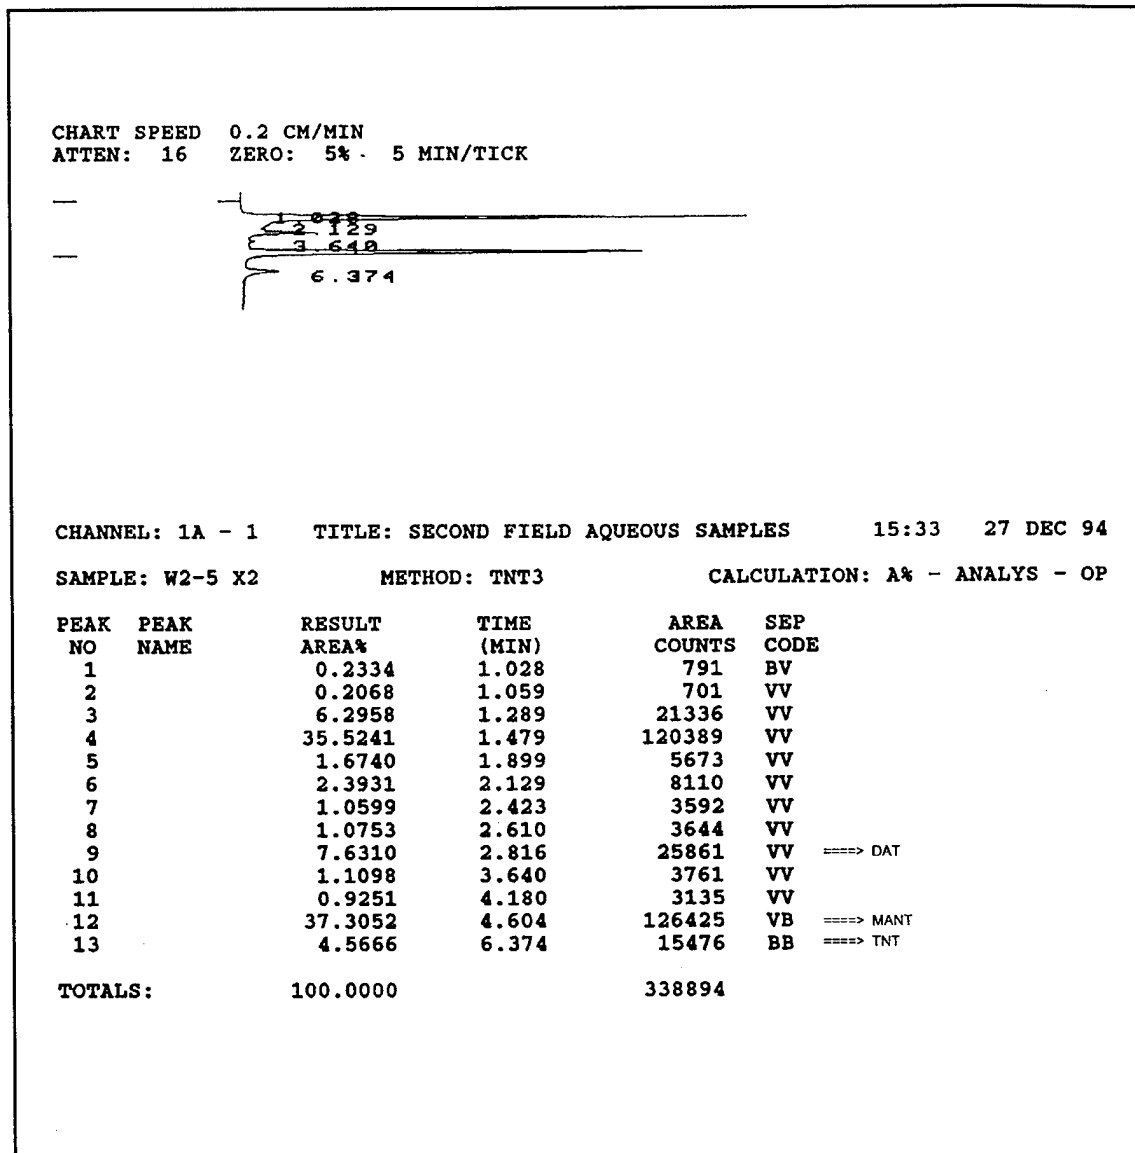 CHART SPEED 0.2 CM/MIN
ATTEN: 16 ZERO: 5% 5 MIN/TICK
1.028
2.129
3.640
6.374
CHANNEL: 1A - 1 TITLE: SECOND FIELD AQUEOUS SAMPLES 15:33 27 DEC 94
SAMPLE: W2-5 X2 METHOD: TNT3 CALCULATION: A% - ANALYS - OP
PEAK PEAK RESULT TIME AREA SEP
NO NAME AREA% (MIN) COUNTS CODE
1 0.2334 1.028 791 BV
2 0.2068 1.059 701 VV
3 6.2958 1.289 21336 VV
4 35.5241 1.479 120389 VV
5 1.6740 1.899 5673 VV
6 2.3931 2.129 8110 VV
7 1.0599 2.423 3592 VV
8 1.0753 2.610 3644 VV
9 7.6310 2.816 25861 VV ====> DAT
10 1.1098 3.640 3761 VV
11 0.9251 4.180 3135 VV
12 37.3052 4.604 126425 VB ====> MANT
13 4.5666 6.374 15476 BB ====> TNT
TOTALS: 100.0000 338894